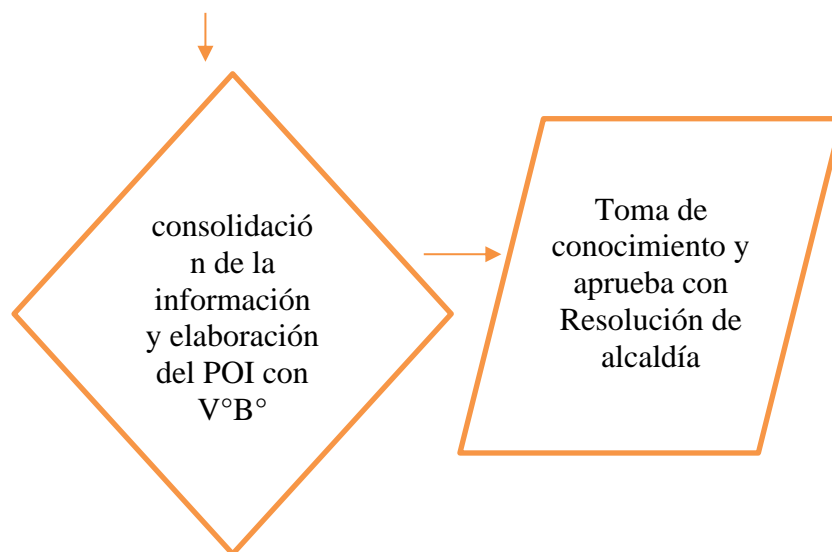 consolidació
n de la
información
y elaboración
del POI con
V°B°
Toma de
conocimiento y
aprueba con
Resolución de
alcaldía